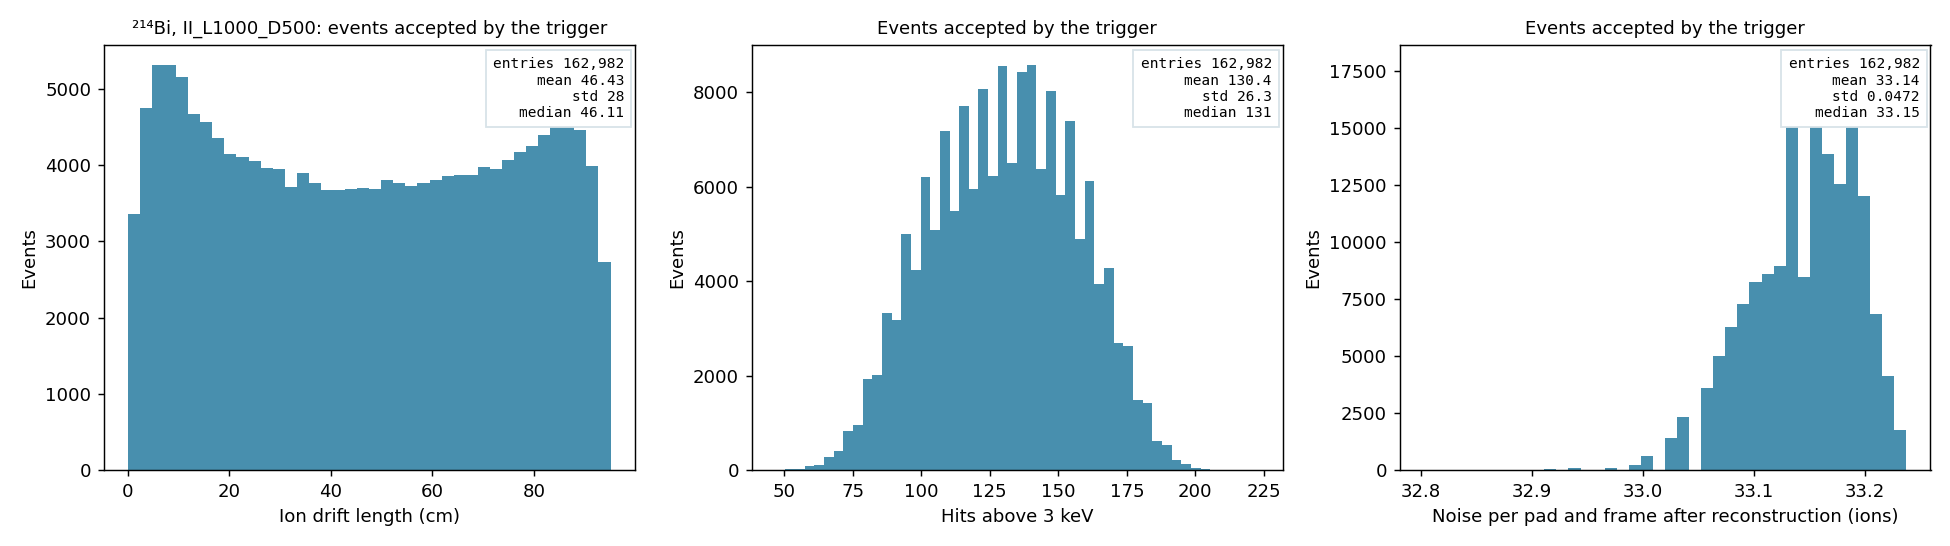 ²¹⁴Bi, II_L1000_D500: events accepted by the trigger
entries 162,982
mean 46.43
std 28
median 46.11
Events
5000
4000
3000
2000
1000
0
0 20 40 60 80
Ion drift length (cm)
Events accepted by the trigger
entries 162,982
mean 130.4
std 26.3
median 131
Events
8000
6000
4000
2000
0
50 75 100 125 150 175 200 225
Hits above 3 keV
Events accepted by the trigger
entries 162,982
mean 33.14
std 0.0472
median 33.15
Events
17500
15000
12500
10000
7500
5000
2500
0
32.8 32.9 33.0 33.1 33.2
Noise per pad and frame after reconstruction (ions)